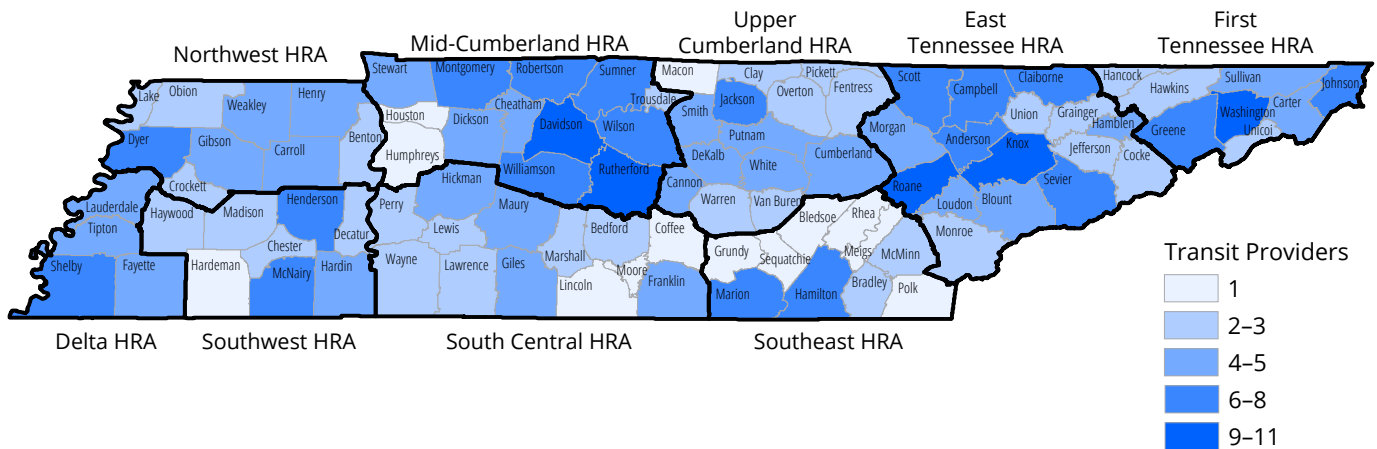 Northwest HRA
Mid-Cumberland HRA
Upper
Cumberland HRA
East
Tennessee HRA
First
Tennessee HRA
Lake
Obion
Weakley
Henry
Dyer
Gibson
Carroll
Benton
Crockett
Stewart
Montgomery
Robertson
Sumner
Trousdale
Houston
Cheatham
Dickson
Davidson
Wilson
Humphreys
Williamson
Rutherford
Macon
Clay
Pickett
Fentress
Overton
Jackson
Smith
Putnam
DeKalb
White
Cumberland
Cannon
Warren
Van Buren
Scott
Campbell
Claiborne
Union
Grainger
Hamblen
Morgan
Anderson
Knox
Jefferson
Cocke
Roane
Loudon
Blount
Sevier
Monroe
Hancock
Hawkins
Sullivan
Johnson
Washington
Carter
Greene
Unicoi
Lauderdale
Tipton
Shelby
Fayette
Haywood
Madison
Henderson
Decatur
Chester
Hardeman
McNairy
Hardin
Perry
Hickman
Maury
Lewis
Bedford
Coffee
Wayne
Lawrence
Giles
Marshall
Moore
Lincoln
Franklin
Bledsoe
Rhea
Grundy
Sequatchie
Meigs
McMinn
Marion
Hamilton
Bradley
Polk
Delta HRA
Southwest HRA
South Central HRA
Southeast HRA
Transit Providers
1
2–3
4–5
6–8
9–11